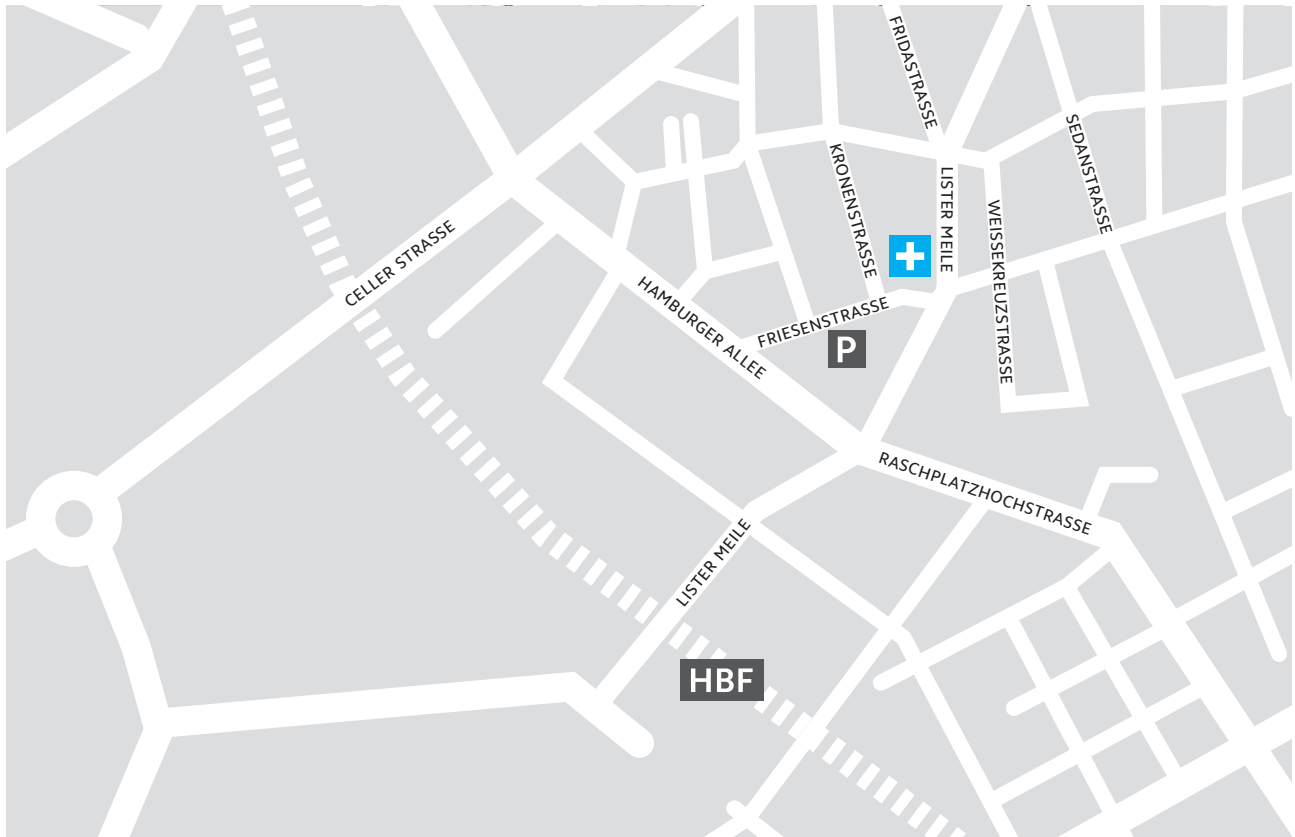 FRIDASTRASSE
SEDANSTRASSE
KRONENSTRASSE
LISTER MEILE
WEISSEKREUZSTRASSE
CELLER STRASSE
HAMBURGER ALLEE
FRIESENSTRASSE
P
RASCHPLATZHOCHSTRASSE
LISTER MEILE
HBF